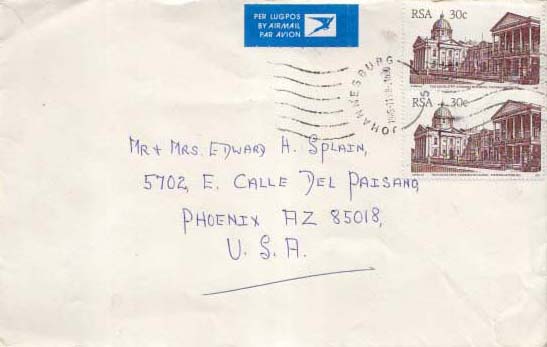 PER LUGPOS
BY AIRMAIL
PAR AVION
RSA 30c
RSA 30c
JOHANNESBURG
Mr + Mrs. Edward H. Splain,
5702, E. Calle Del Paisano,
Phoenix AZ 85018,
U. S. A.